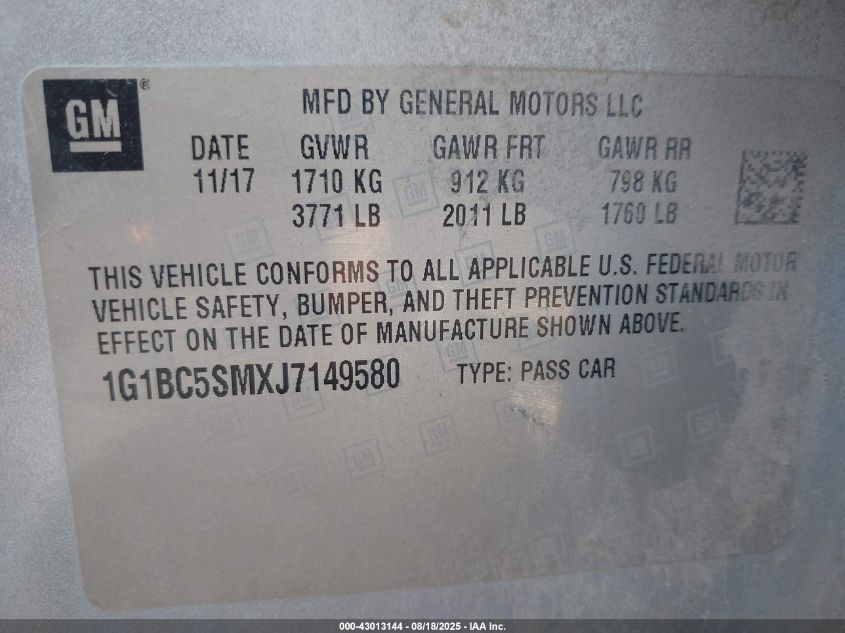 GM®
MFD BY GENERAL MOTORS LLC
DATE GVWR GAWR FRT GAWR RR
11/17 1710 KG 912 KG 798 KG
3771 LB 2011 LB 1760 LB
THIS VEHICLE CONFORMS TO ALL APPLICABLE U.S. FEDERAL MOTOR
VEHICLE SAFETY, BUMPER, AND THEFT PREVENTION STANDARDS IN
EFFECT ON THE DATE OF MANUFACTURE SHOWN ABOVE.
1G1BC5SMXJ7149580 TYPE: PASS CAR
000-43013144 - 08/18/2025 - IAA Inc.